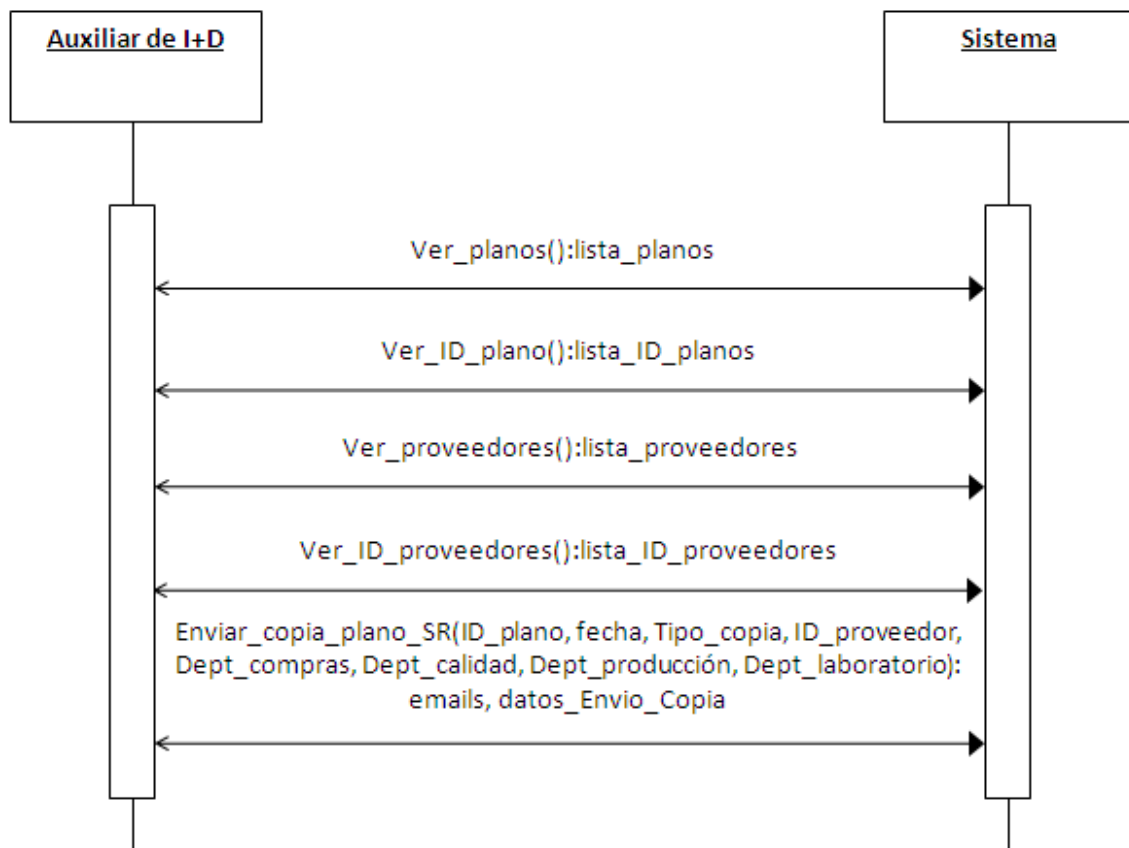 Auxiliar de I+D
Sistema
Ver_planos():lista_planos
Ver_ID_plano():lista_ID_planos
Ver_proveedores():lista_proveedores
Ver_ID_proveedores():lista_ID_proveedores
Enviar_copia_plano_SR(ID_plano, fecha, Tipo_copia, ID_proveedor,
Dept_compras, Dept_calidad, Dept_producción, Dept_laboratorio):
emails, datos_Envio_Copia